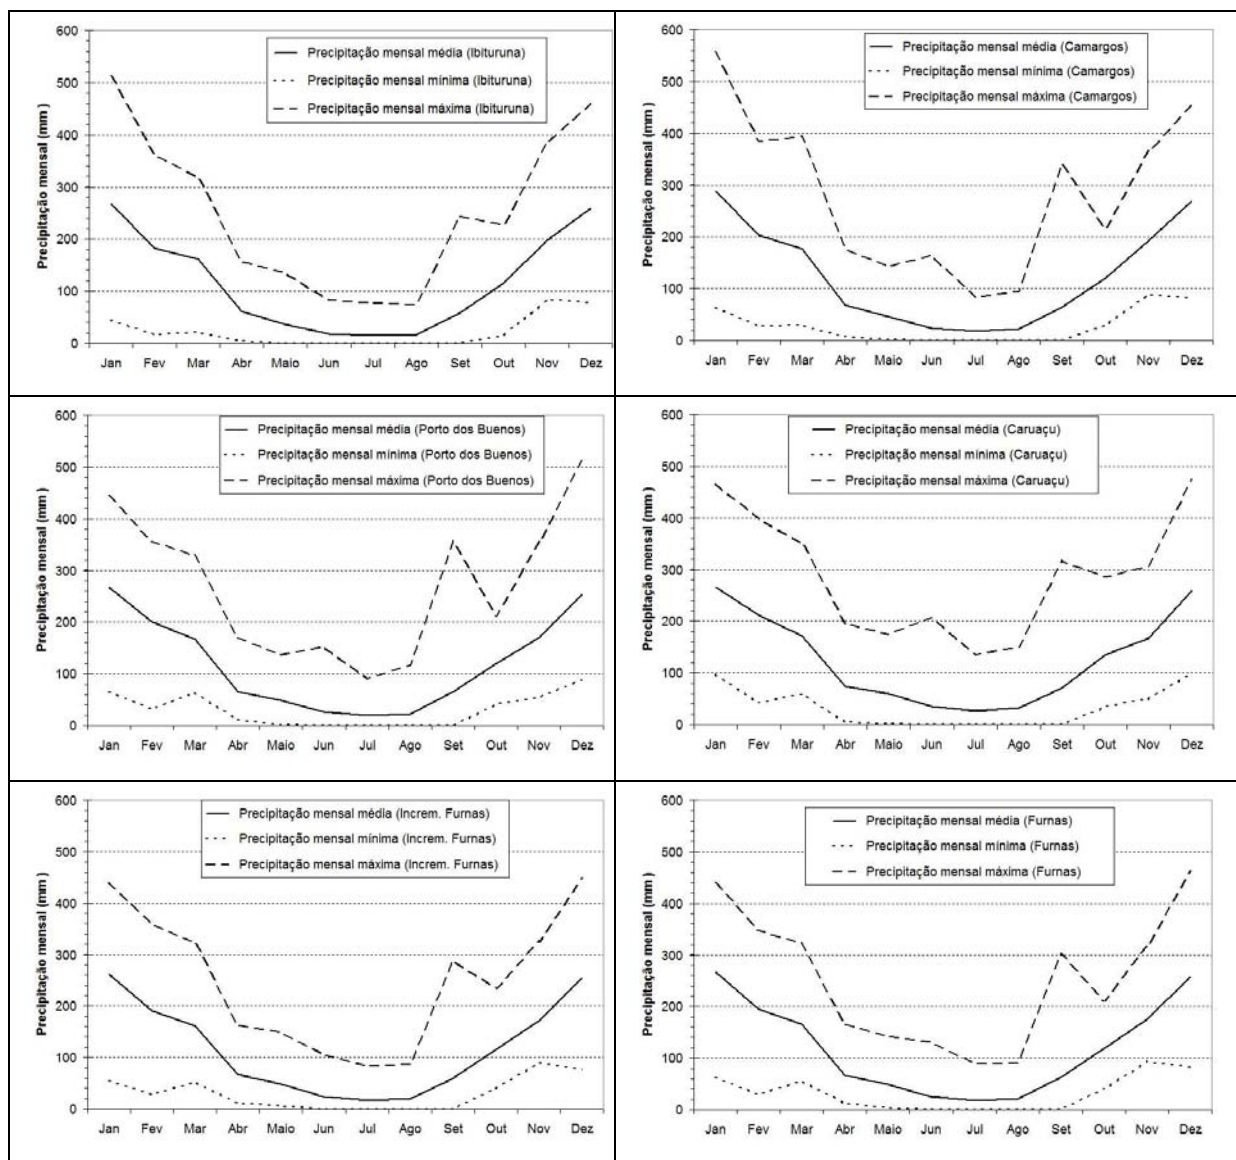 Precipitação mensal (mm)
600
500
400
300
200
100
0
Precipitação mensal média (Ibituruna)
Precipitação mensal mínima (Ibituruna)
Precipitação mensal máxima (Ibituruna)
Jan Fev Mar Abr Maio Jun Jul Ago Set Out Nov Dez
Precipitação mensal (mm)
600
500
400
300
200
100
0
Precipitação mensal média (Camargos)
Precipitação mensal mínima (Camargos)
Precipitação mensal máxima (Camargos)
Jan Fev Mar Abr Maio Jun Jul Ago Set Out Nov Dez
Precipitação mensal (mm)
600
500
400
300
200
100
0
Precipitação mensal média (Porto dos Buenos)
Precipitação mensal mínima (Porto dos Buenos)
Precipitação mensal máxima (Porto dos Buenos)
Jan Fev Mar Abr Maio Jun Jul Ago Set Out Nov Dez
Precipitação mensal (mm)
600
500
400
300
200
100
0
Precipitação mensal média (Caruaçu)
Precipitação mensal mínima (Caruaçu)
Precipitação mensal máxima (Caruaçu)
Jan Fev Mar Abr Maio Jun Jul Ago Set Out Nov Dez
Precipitação mensal (mm)
600
500
400
300
200
100
0
Precipitação mensal média (Increm. Furnas)
Precipitação mensal mínima (Increm. Furnas)
Precipitação mensal máxima (Increm. Furnas)
Jan Fev Mar Abr Maio Jun Jul Ago Set Out Nov Dez
Precipitação mensal (mm)
600
500
400
300
200
100
0
Precipitação mensal média (Furnas)
Precipitação mensal mínima (Furnas)
Precipitação mensal máxima (Furnas)
Jan Fev Mar Abr Maio Jun Jul Ago Set Out Nov Dez